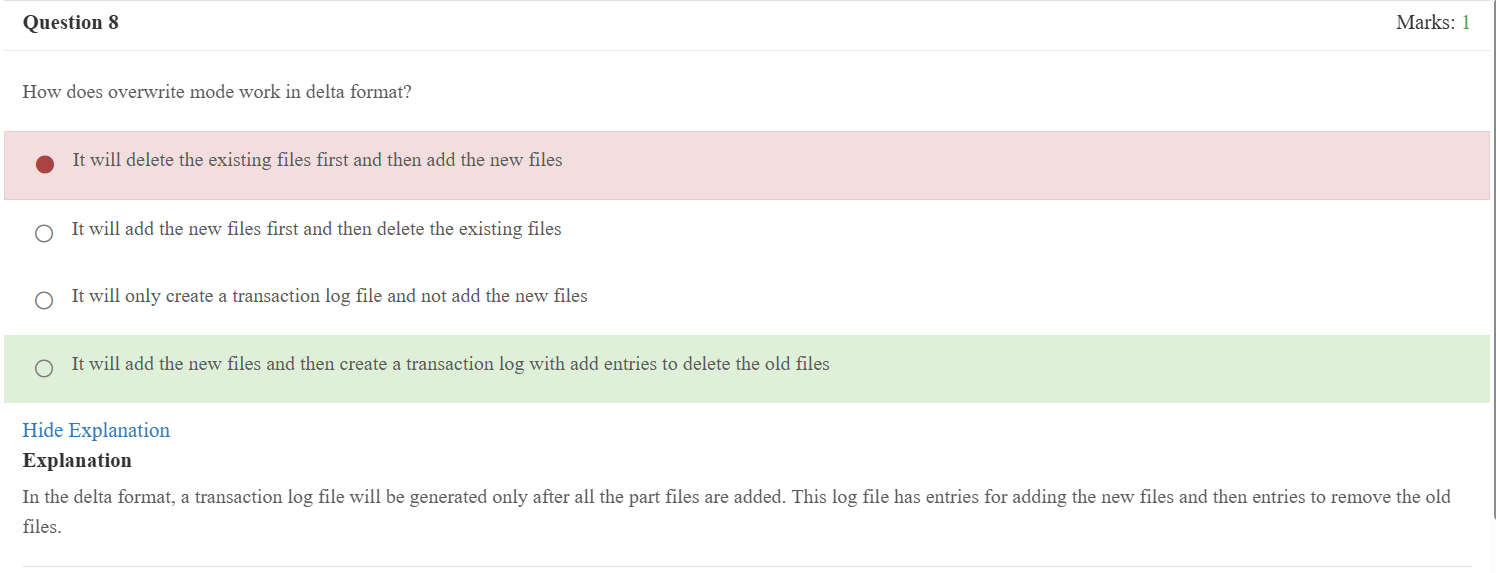 Question 8
Marks: 1
How does overwrite mode work in delta format?
It will delete the existing files first and then add the new files
It will add the new files first and then delete the existing files
It will only create a transaction log file and not add the new files
It will add the new files and then create a transaction log with add entries to delete the old files
Hide Explanation
Explanation
In the delta format, a transaction log file will be generated only after all the part files are added. This log file has entries for adding the new files and then entries to remove the old
files.